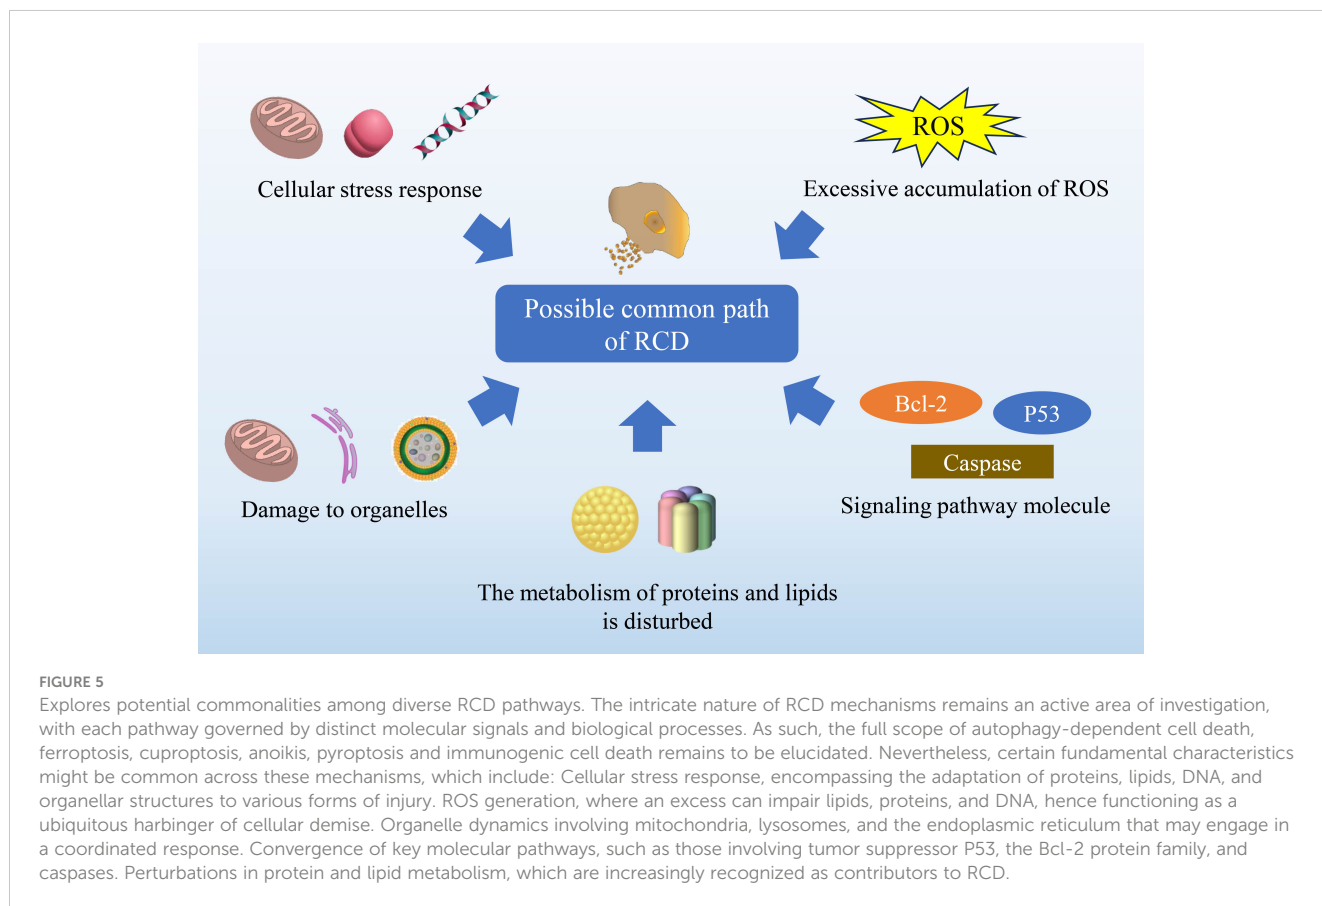 Cellular stress response
ROS
Excessive accumulation of ROS
Possible common path
of RCD
Damage to organelles
Bcl-2
P53
Caspase
Signaling pathway molecule
The metabolism of proteins and lipids
is disturbed
FIGURE 5
Explores potential commonalities among diverse RCD pathways. The intricate nature of RCD mechanisms remains an active area of investigation,
with each pathway governed by distinct molecular signals and biological processes. As such, the full scope of autophagy-dependent cell death,
ferroptosis, cuproptosis, anoikis, pyroptosis and immunogenic cell death remains to be elucidated. Nevertheless, certain fundamental characteristics
might be common across these mechanisms, which include: Cellular stress response, encompassing the adaptation of proteins, lipids, DNA, and
organellar structures to various forms of injury. ROS generation, where an excess can impair lipids, proteins, and DNA, hence functioning as a
ubiquitous harbinger of cellular demise. Organelle dynamics involving mitochondria, lysosomes, and the endoplasmic reticulum that may engage in
a coordinated response. Convergence of key molecular pathways, such as those involving tumor suppressor P53, the Bcl-2 protein family, and
caspases. Perturbations in protein and lipid metabolism, which are increasingly recognized as contributors to RCD.